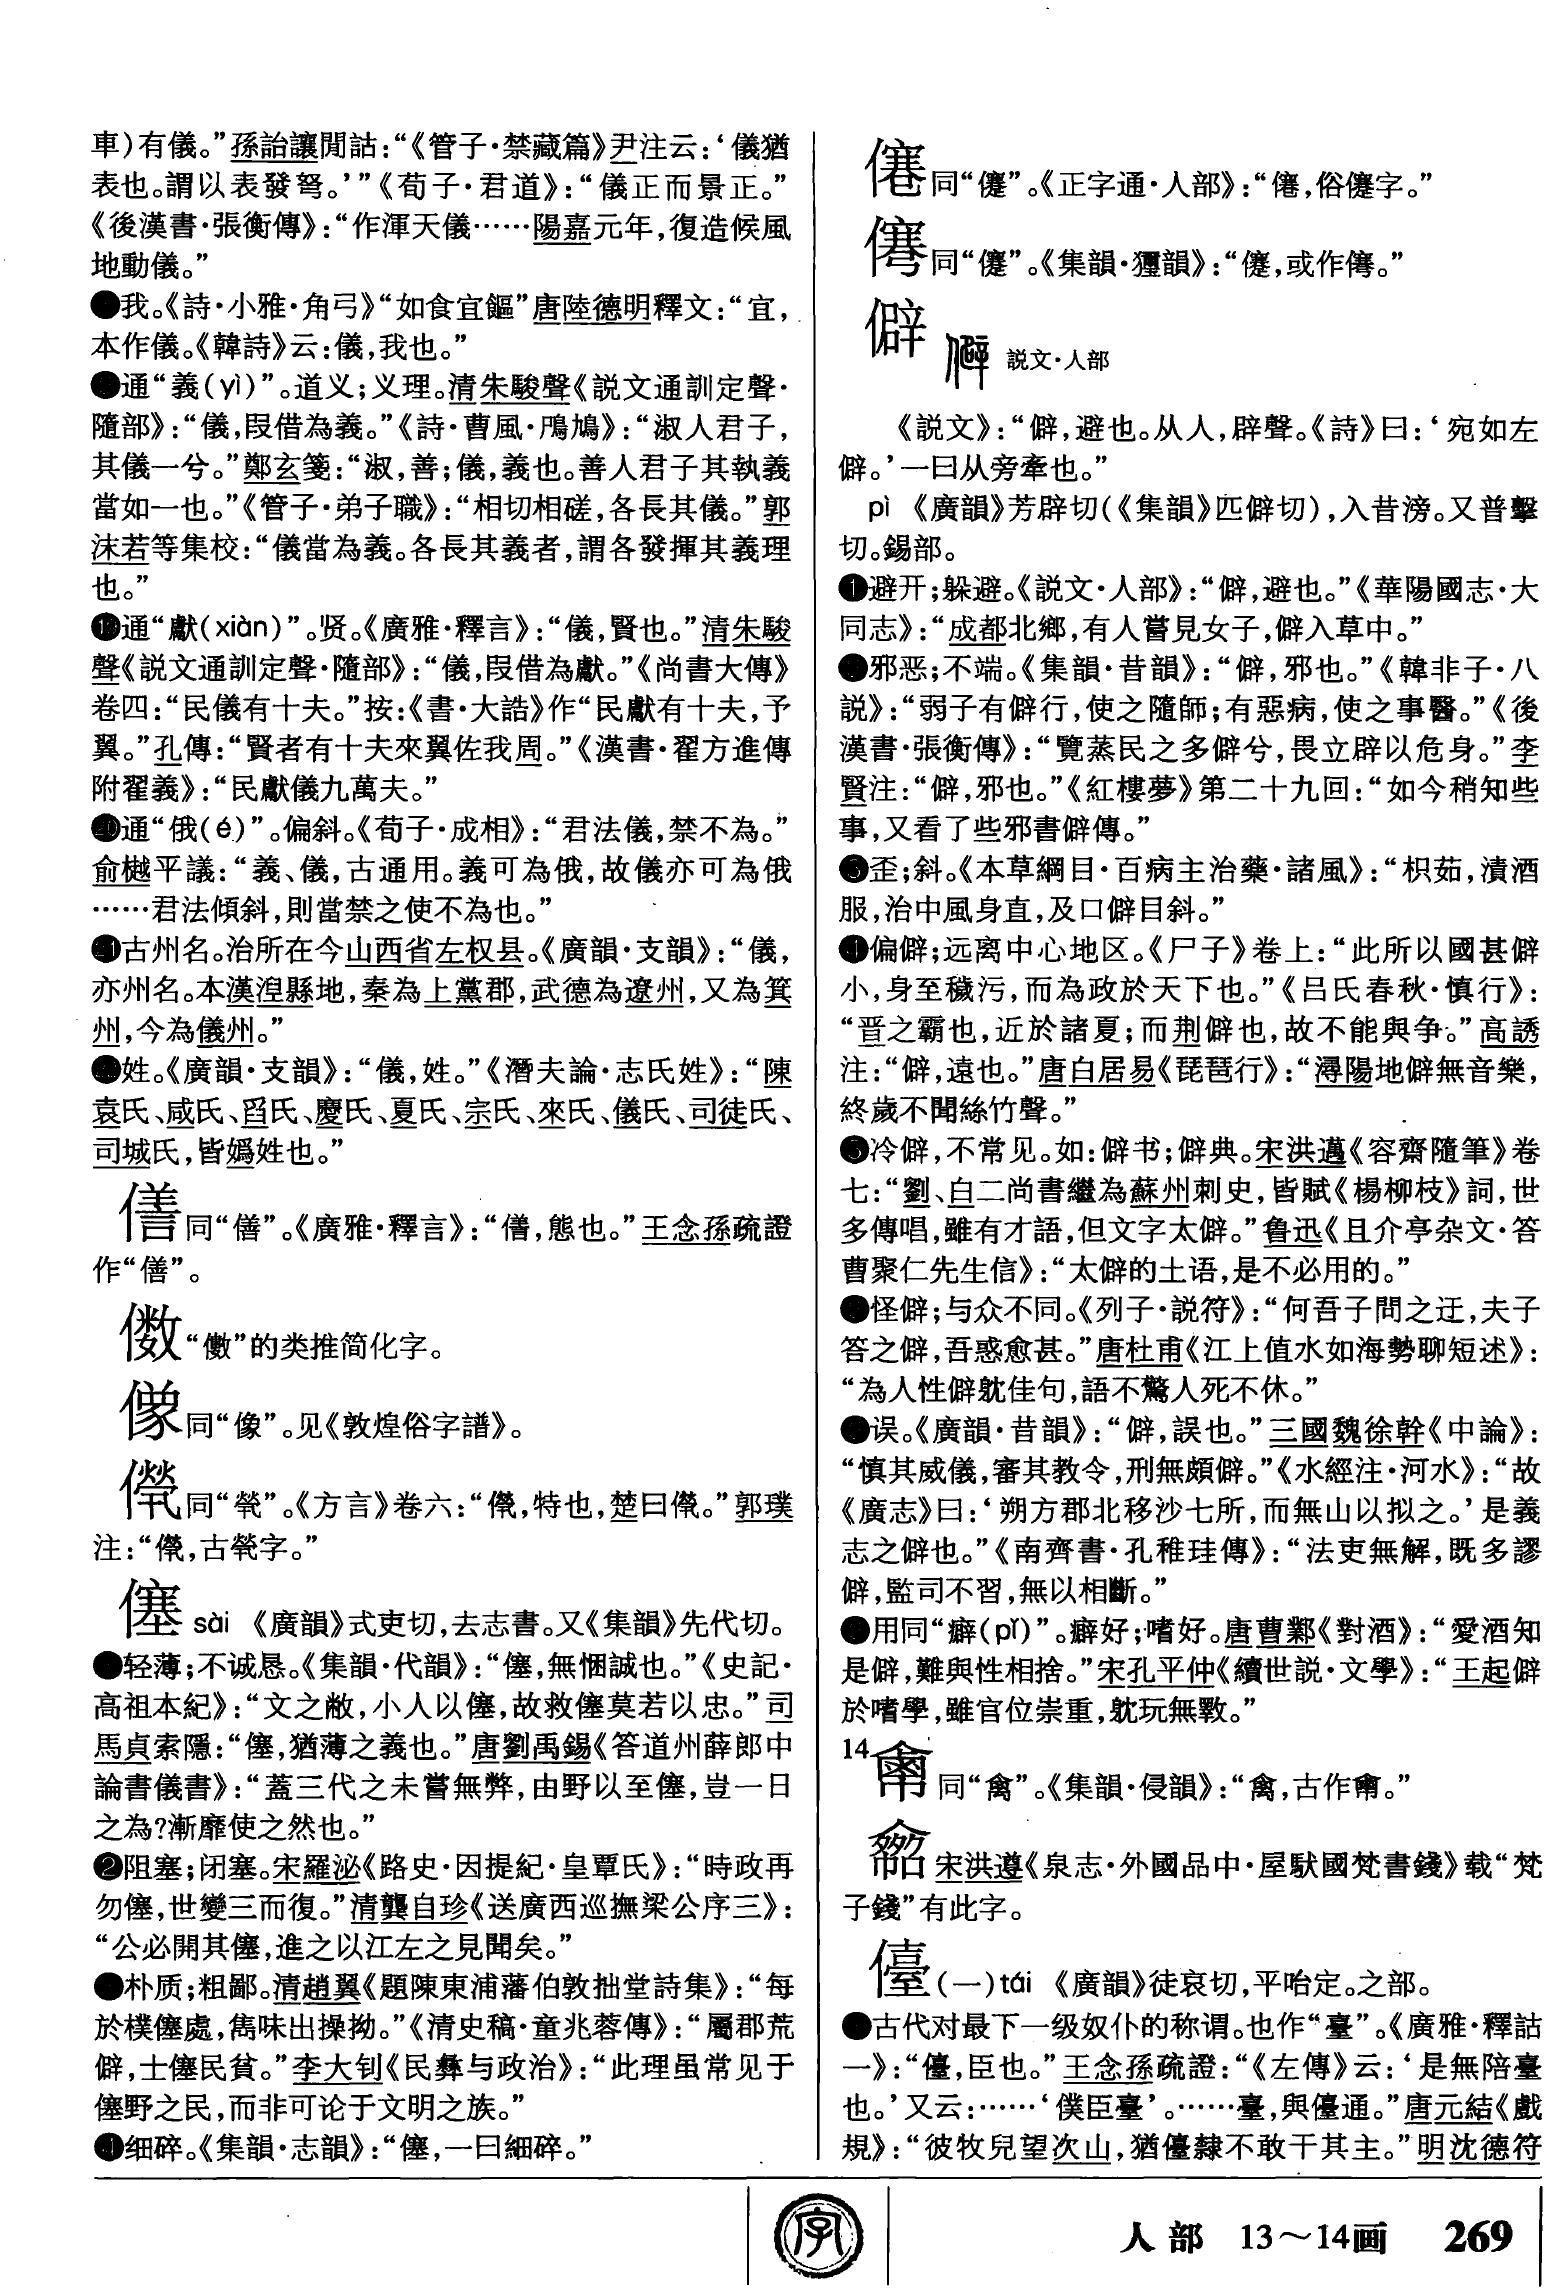 車)有儀。”孫詒讓閒詁:“《管子·禁藏篇》尹注云:‘儀猶
表也。謂以表發弩。’”《荀子·君道》:“儀正而景正。”
《後漢書·張衡傳》:“作渾天儀……陽嘉元年,復造候風
地動儀。”
我。《詩·小雅·角弓》“如食宜饇”唐陸德明釋文:“宜,
本作儀。《韓詩》云:儀,我也。”
通“義(yì)”。道义;义理。清朱駿聲《説文通訓定聲·
隨部》:“儀,叚借為義。”《詩·曹風·鳲鳩》:“淑人君子,
其儀一兮。”鄭玄箋:“淑,善;儀,義也。善人君子其執義
當如一也。”《管子·弟子職》:“相切相磋,各長其儀。”郭
沫若等集校:“儀當為義。各長其義者,謂各發揮其義理
也。”
⓳通“獻(xiàn)”。贤。《廣雅·釋言》:“儀,賢也。”清朱駿
聲《説文通訓定聲·隨部》:“儀,叚借為獻。”《尚書大傳》
卷四:“民儀有十夫。”按:《書·大誥》作“民獻有十夫,予
翼。”孔傳:“賢者有十夫來翼佐我周。”《漢書·翟方進傳
附翟義》:“民獻儀九萬夫。”
⓴通“俄(é)”。偏斜。《荀子·成相》:“君法儀,禁不為。”
俞樾平議:“義、儀,古通用。義可為俄,故儀亦可為俄
……君法傾斜,則當禁之使不為也。”
古州名。治所在今山西省左权县。《廣韻·支韻》:“儀,
亦州名。本漢湼縣地,秦為上黨郡,武德為遼州,又為箕
州,今為儀州。”
姓。《廣韻·支韻》:“儀,姓。”《潛夫論·志氏姓》:“陳
袁氏、咸氏、舀氏、慶氏、夏氏、宗氏、來氏、儀氏、司徒氏、
司城氏,皆嬀姓也。”
同“僐”。《廣雅·釋言》:“,態也。”王念孫疏證
作“僐”。
“儌”的类推简化字。
同“像”。见《敦煌俗字譜》。
儝同“煢”。《方言》卷六:“儝,特也,楚曰儝。”郭璞
注:“儝,古煢字。”
僿 sài 《廣韻》式吏切,去志書。又《集韻》先代切。
❶轻薄;不诚恳。《集韻·代韻》:“僿,無悃誠也。”《史記·
高祖本紀》:“文之敝,小人以僿,故救僿莫若以忠。”司
馬貞索隱:“僿,猶薄之義也。”唐劉禹錫《答道州薛郎中
論書儀書》:“蓋三代之未嘗無弊,由野以至僿,豈一日
之為?漸靡使之然也。”
❷阻塞;闭塞。宋羅泌《路史·因提紀·皇覃氏》:“時政再
勿僿,世變三而復。”清龔自珍《送廣西巡撫梁公序三》:
“公必開其僿,進之以江左之見聞矣。”
❸朴质;粗鄙。清趙翼《題陳東浦藩伯敦拙堂詩集》:“每
於樸僿處,雋味出操拗。”《清史稿·童兆蓉傳》:“屬郡荒
僻,士僿民貧。”李大钊《民彝与政治》:“此理虽常见于
僿野之民,而非可论于文明之族。”
❹细碎。《集韻·志韻》:“僿,一曰細碎。”
同“僊”。《正字通·人部》:“,俗僊字。”
同“僊”。《集韻·獮韻》:“僊,或作。”
僻 説文·人部
《説文》:“僻,避也。从人,辟聲。《詩》曰:‘宛如左
僻。’一曰从旁牽也。”
pì 《廣韻》芳辟切(《集韻》匹僻切),入昔滂。又普擊
切。錫部。
❶避开;躲避。《説文·人部》:“僻,避也。”《華陽國志·大
同志》:“成都北鄉,有人嘗見女子,僻入草中。”
❷邪恶;不端。《集韻·昔韻》:“僻,邪也。”《韓非子·八
説》:“弱子有僻行,使之隨師;有惡病,使之事醫。”《後
漢書·張衡傳》:“覽蒸民之多僻兮,畏立辟以危身。”李
賢注:“僻,邪也。”《紅樓夢》第二十九回:“如今稍知些
事,又看了些邪書僻傳。”
❸歪;斜。《本草綱目·百病主治藥·諸風》:“枳茹,漬酒
服,治中風身直,及口僻目斜。”
❹偏僻;远离中心地区。《尸子》卷上:“此所以國甚僻
小,身至穢污,而為政於天下也。”《吕氏春秋·慎行》:
“晋之霸也,近於諸夏;而荆僻也,故不能與争。”高誘
注:“僻,遠也。”唐白居易《琵琶行》:“潯陽地僻無音樂,
終歲不聞絲竹聲。”
❺冷僻,不常见。如:僻书;僻典。宋洪邁《容齋隨筆》卷
七:“劉、白二尚書繼為蘇州刺史,皆賦《楊柳枝》詞,世
多傳唱,雖有才語,但文字太僻。”鲁迅《且介亭杂文·答
曹聚仁先生信》:“太僻的土语,是不必用的。”
❻怪僻;与众不同。《列子·説符》:“何吾子問之迂,夫子
答之僻,吾惑愈甚。”唐杜甫《江上值水如海勢聊短述》:
“為人性僻躭佳句,語不驚人死不休。”
❼误。《廣韻·昔韻》:“僻,誤也。”三國魏徐幹《中論》:
“慎其威儀,審其教令,刑無頗僻。”《水經注·河水》:“故
《廣志》曰:‘朔方郡北移沙七所,而無山以拟之。’是義
志之僻也。”《南齊書·孔稚珪傳》:“法吏無解,既多謬
僻,監司不習,無以相斷。”
❽用同“癖(pǐ)”。癖好;嗜好。唐曹鄴《對酒》:“愛酒知
是僻,難與性相捨。”宋孔平仲《續世説·文學》:“王起僻
於嗜學,雖官位崇重,躭玩無斁。”
14 同“禽”。《集韻·侵韻》:“禽,古作。”
宋洪遵《泉志·外國品中·屋馱國梵書錢》载“梵
子錢”有此字。
儓(一)tái 《廣韻》徒哀切,平咍定。之部。
❶古代对最下一级奴仆的称谓。也作“臺”。《廣雅·釋詁
一》:“儓,臣也。”王念孫疏證:“《左傳》云:‘是無陪臺
也。’又云:……‘僕臣臺’。……臺,與儓通。”唐元結《戲
規》:“彼牧兒望次山,猶儓隸不敢干其主。”明沈德符
字
人部 13～14画 269